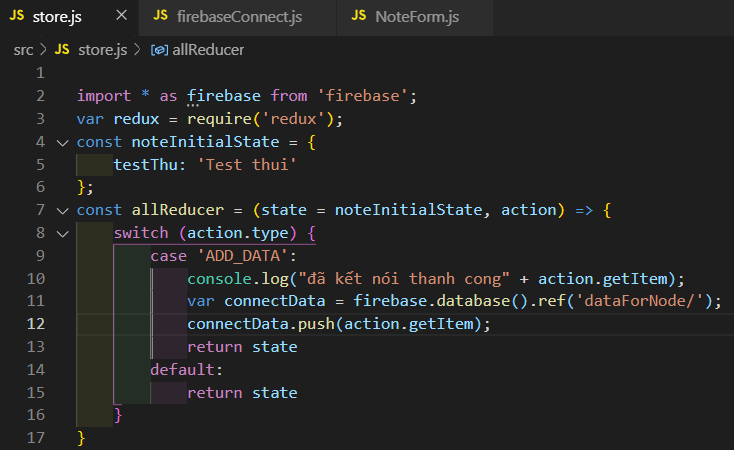 JS store.js × JS firebaseConnect.js JS NoteForm.js
src > JS store.js > allReducer
1
2 import * as firebase from 'firebase';
3 var redux = require('redux');
4 const noteInitialState = {
5 testThu: 'Test thui'
6 };
7 const allReducer = (state = noteInitialState, action) => {
8 switch (action.type) {
9 case 'ADD_DATA':
10 console.log("đã kết nói thanh cong" + action.getItem);
11 var connectData = firebase.database().ref('dataForNode/');
12 connectData.push(action.getItem);
13 return state
14 default:
15 return state
16 }
17 }